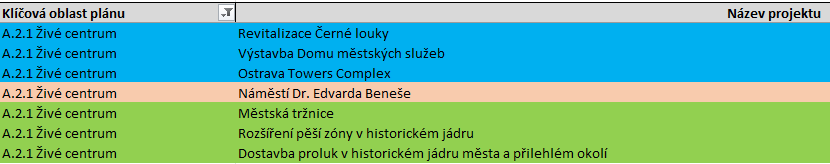 Klíčová oblast plánu Název projektu
A.2.1 Živé centrum Revitalizace Černé louky
A.2.1 Živé centrum Výstavba Domu městských služeb
A.2.1 Živé centrum Ostrava Towers Complex
A.2.1 Živé centrum Náměstí Dr. Edvarda Beneše
A.2.1 Živé centrum Městská tržnice
A.2.1 Živé centrum Rozšíření pěší zóny v historickém jádru
A.2.1 Živé centrum Dostavba proluk v historickém jádru města a přilehlém okolí